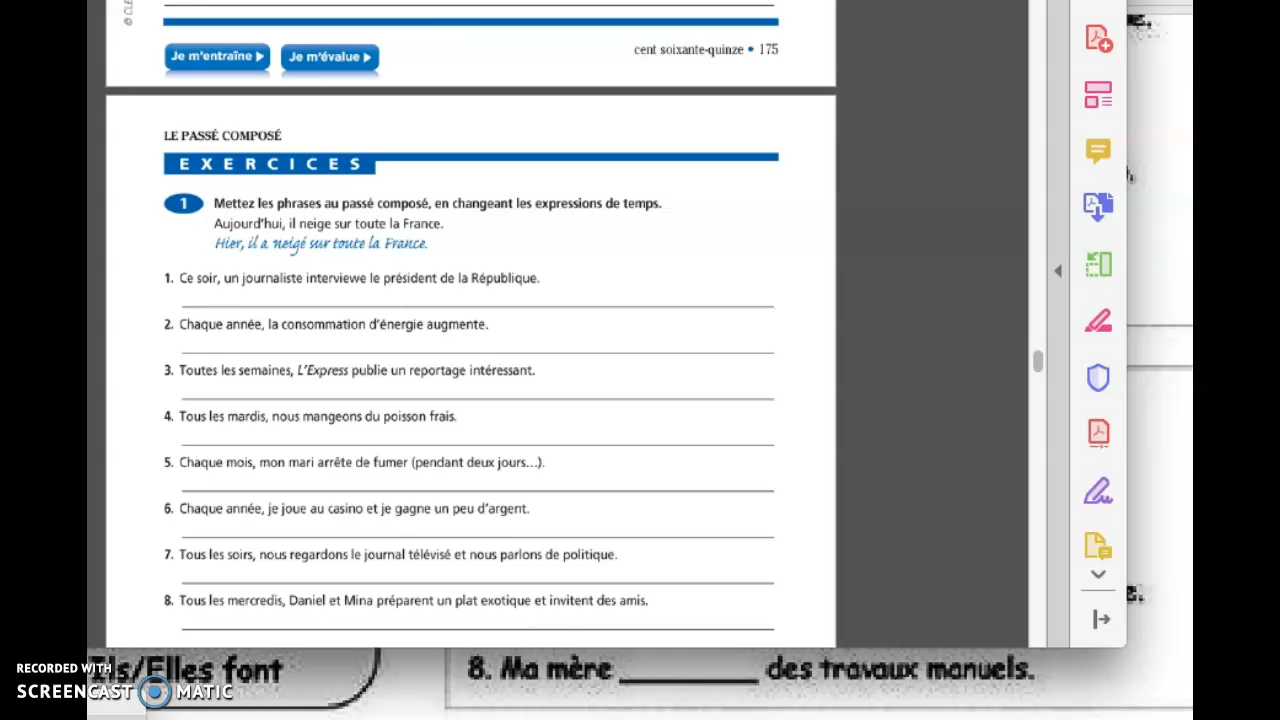 © CLE
Je m'entraîne
Je m'évalue
cent soixante-quinze • 175
LE PASSÉ COMPOSÉ
EXERCICES
1 Mettez les phrases au passé composé, en changeant les expressions de temps.
Aujourd'hui, il neige sur toute la France.
Hier, il a neigé sur toute la France.
1. Ce soir, un journaliste interviewe le président de la République.
2. Chaque année, la consommation d'énergie augmente.
3. Toutes les semaines, L'Express publie un reportage intéressant.
4. Tous les mardis, nous mangeons du poisson frais.
5. Chaque mois, mon mari arrête de fumer (pendant deux jours...).
6. Chaque année, je joue au casino et je gagne un peu d'argent.
7. Tous les soirs, nous regardons le journal télévisé et nous parlons de politique.
8. Tous les mercredis, Daniel et Mina préparent un plat exotique et invitent des amis.
Ils/Elles font
8. Ma mère ________ des travaux manuels.
RECORDED WITH
SCREENCAST MATIC